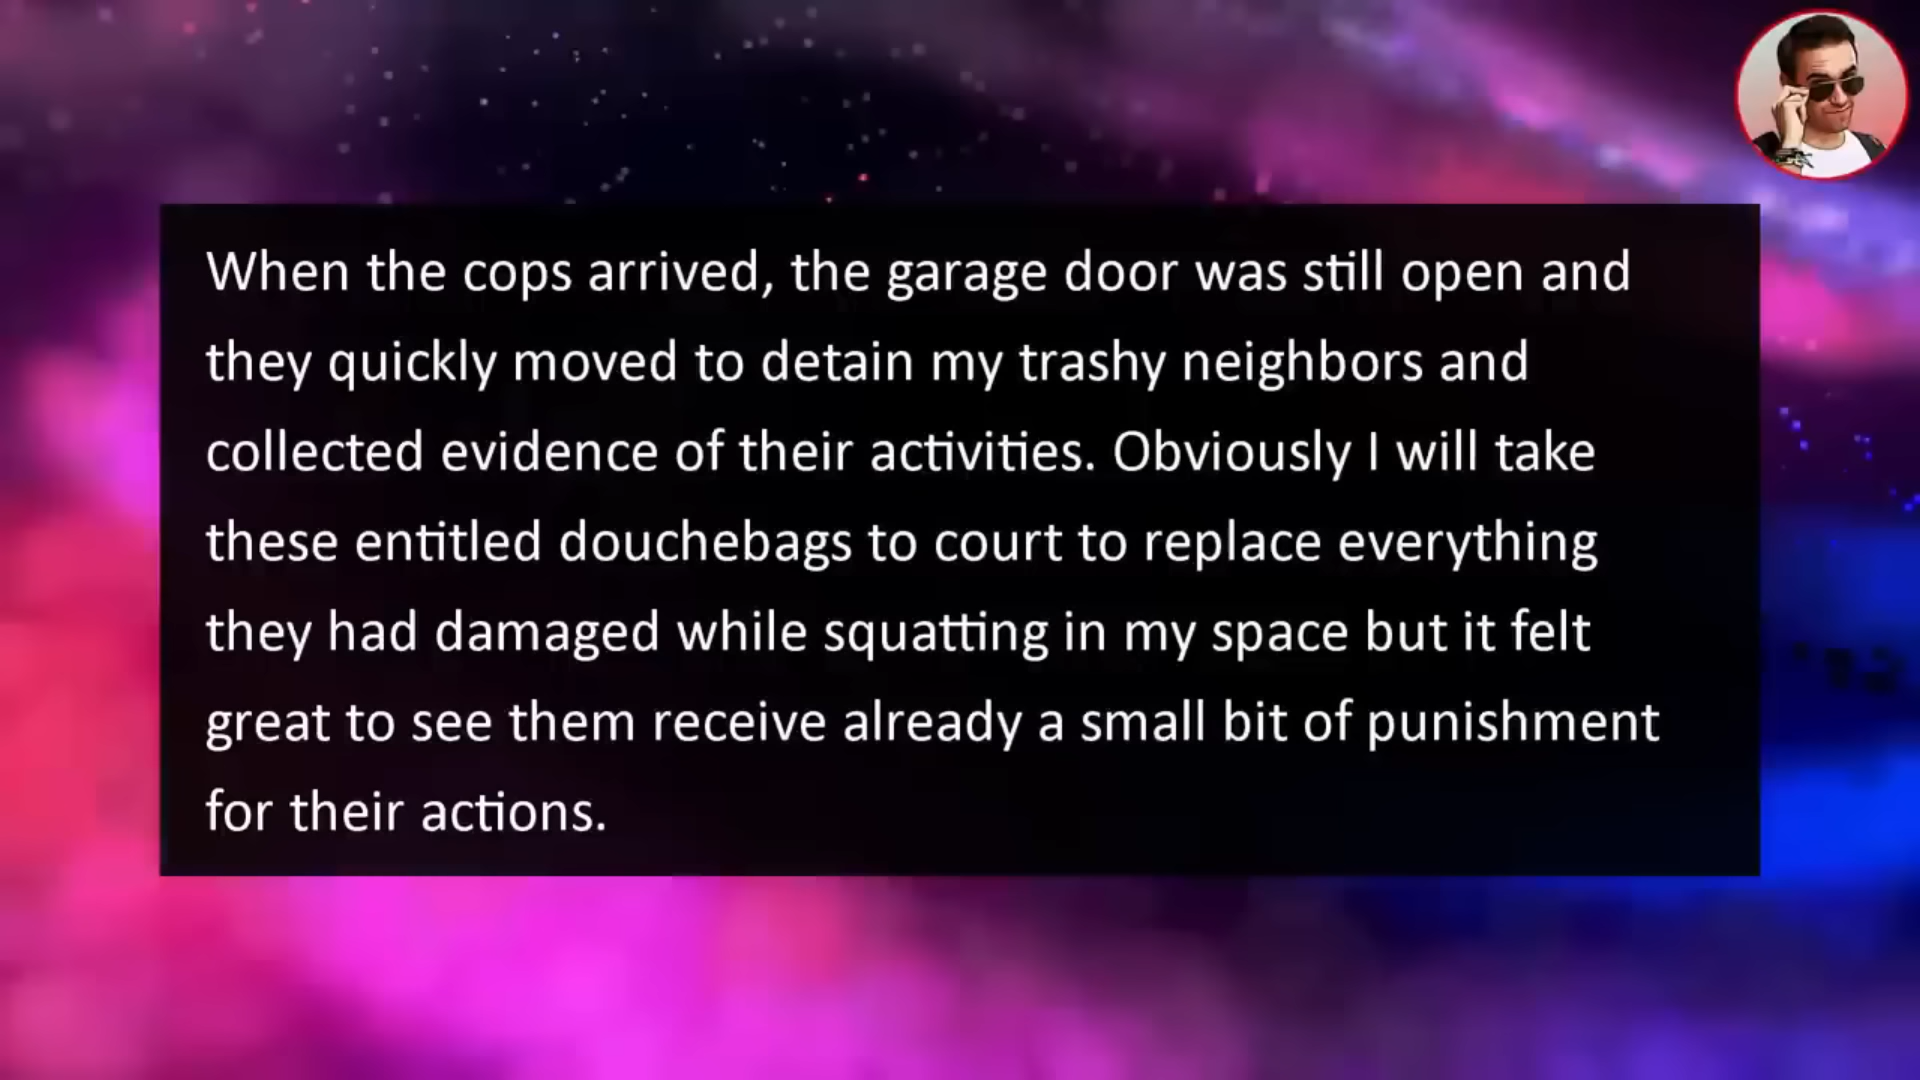 When the cops arrived, the garage door was still open and
they quickly moved to detain my trashy neighbors and
collected evidence of their activities. Obviously I will take
these entitled douchebags to court to replace everything
they had damaged while squatting in my space but it felt
great to see them receive already a small bit of punishment
for their actions.